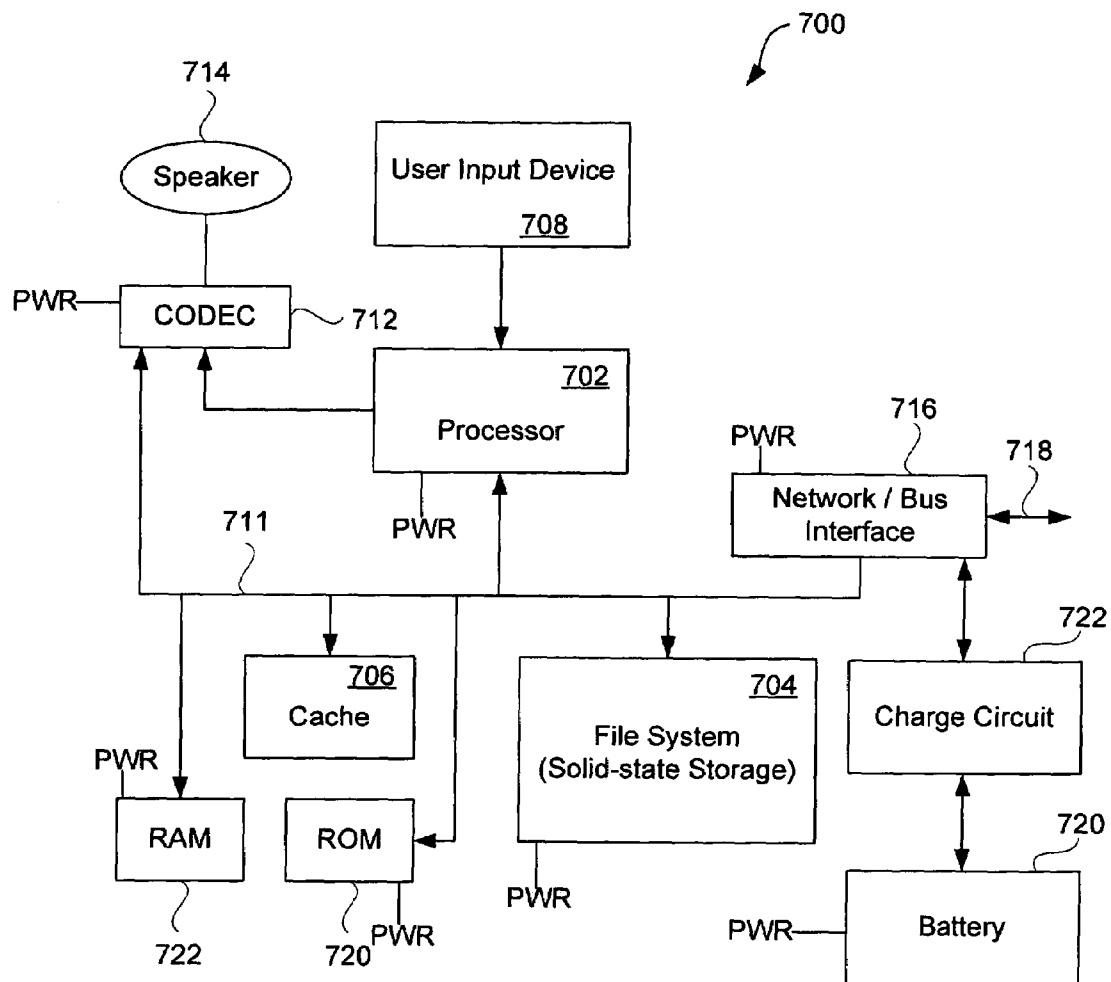 700
714
Speaker
User Input Device
708
PWR
CODEC
712
702
Processor
PWR
716
PWR
718
Network / Bus
Interface
711
706
Cache
704
File System
(Solid-state Storage)
722
Charge Circuit
PWR
RAM
722
ROM
720
PWR
PWR
720
PWR
Battery